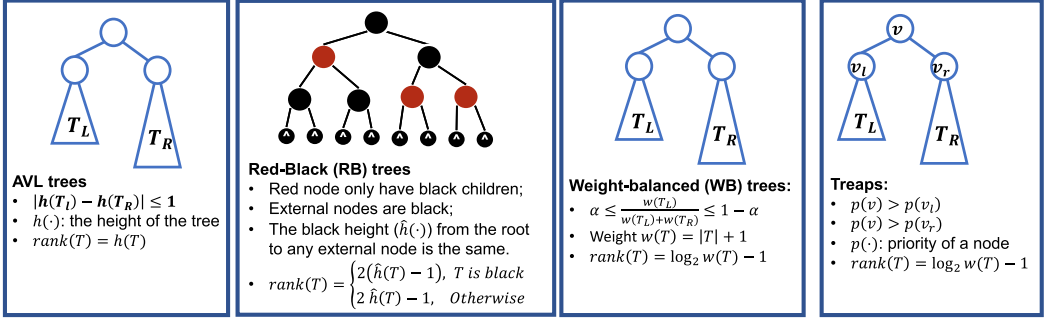 T_L
T_R
AVL trees
• |h(T_l) − h(T_R)| ≤ 1
• h(·): the height of the tree
• rank(T) = h(T)
^ ^ ^ ^ ^ ^ ^ ^
Red-Black (RB) trees
• Red node only have black children;
• External nodes are black;
• The black height (ĥ(·)) from the root
to any external node is the same.
• rank(T) = {2(ĥ(T) − 1), T is black
2 ĥ(T) − 1, Otherwise
T_L
T_R
Weight-balanced (WB) trees:
• α ≤ w(T_L) / (w(T_L)+w(T_R)) ≤ 1 − α
• Weight w(T) = |T| + 1
• rank(T) = log₂ w(T) − 1
v
v_l v_r
T_L
T_R
Treaps:
• p(v) > p(v_l)
• p(v) > p(v_r)
• p(·): priority of a node
• rank(T) = log₂ w(T) − 1